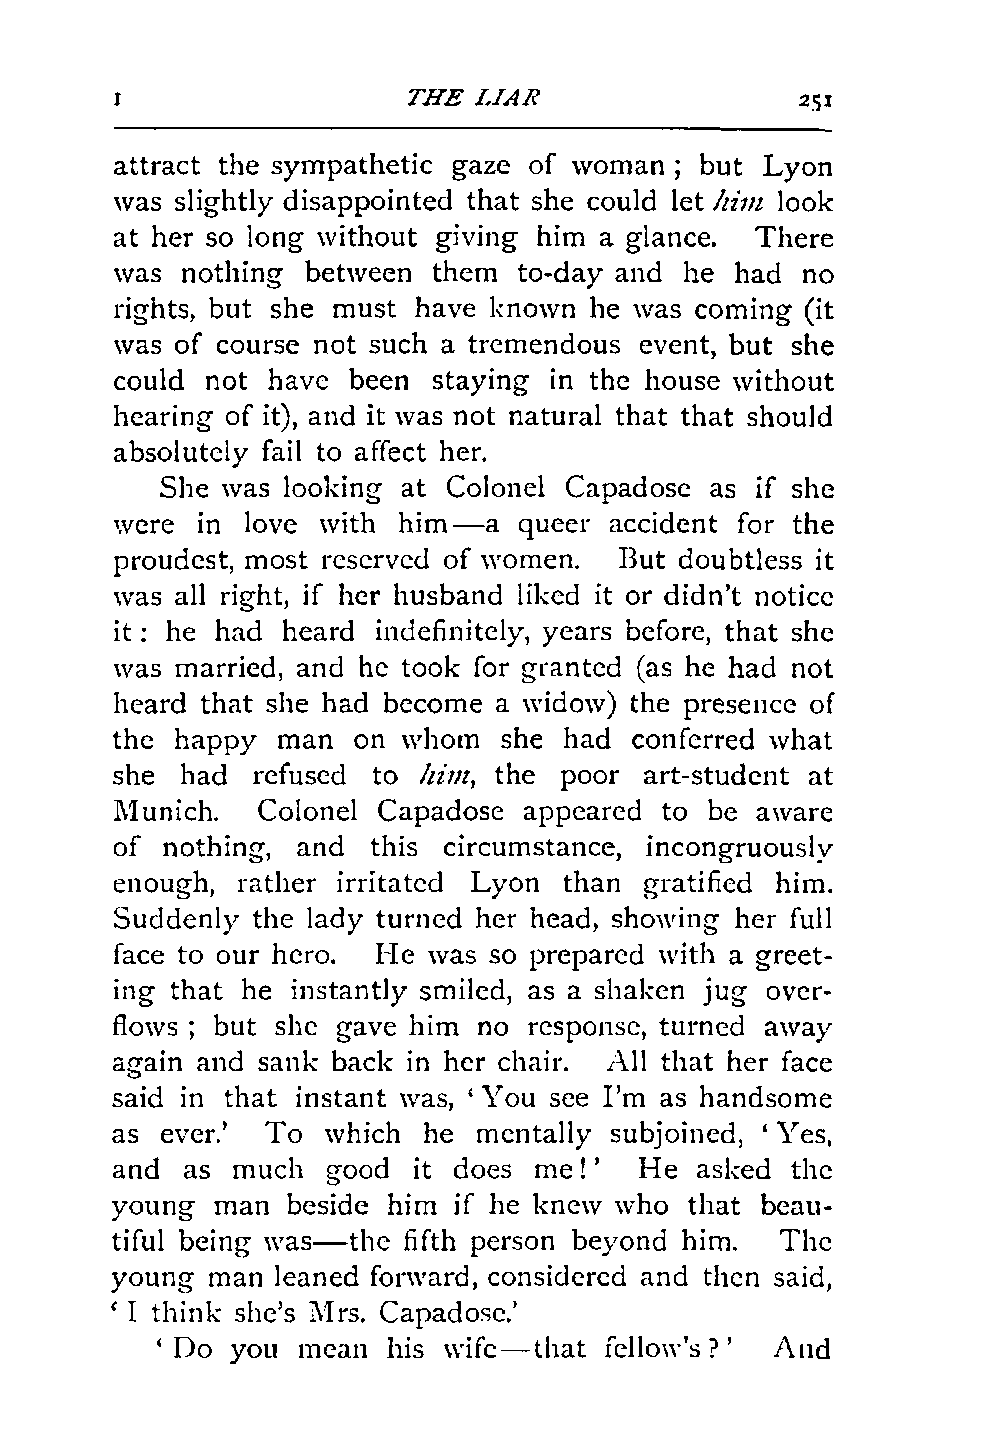 I THE LIAR 251
attract the sympathetic gaze of woman ; but Lyon
was slightly disappointed that she could let him look
at her so long without giving him a glance. There
was nothing between them to-day and he had no
rights, but she must have known he was coming (it
was of course not such a tremendous event, but she
could not have been staying in the house without
hearing of it), and it was not natural that that should
absolutely fail to affect her.
She was looking at Colonel Capadose as if she
were in love with him—a queer accident for the
proudest, most reserved of women. But doubtless it
was all right, if her husband liked it or didn't notice
it : he had heard indefinitely, years before, that she
was married, and he took for granted (as he had not
heard that she had become a widow) the presence of
the happy man on whom she had conferred what
she had refused to him, the poor art-student at
Munich. Colonel Capadose appeared to be aware
of nothing, and this circumstance, incongruously
enough, rather irritated Lyon than gratified him.
Suddenly the lady turned her head, showing her full
face to our hero. He was so prepared with a greet-
ing that he instantly smiled, as a shaken jug over-
flows ; but she gave him no response, turned away
again and sank back in her chair. All that her face
said in that instant was, ‘ You see I'm as handsome
as ever.’ To which he mentally subjoined, ‘ Yes,
and as much good it does me ! ’ He asked the
young man beside him if he knew who that beau-
tiful being was—the fifth person beyond him. The
young man leaned forward, considered and then said,
‘ I think she's Mrs. Capadose.’
‘ Do you mean his wife—that fellow's ? ’ And